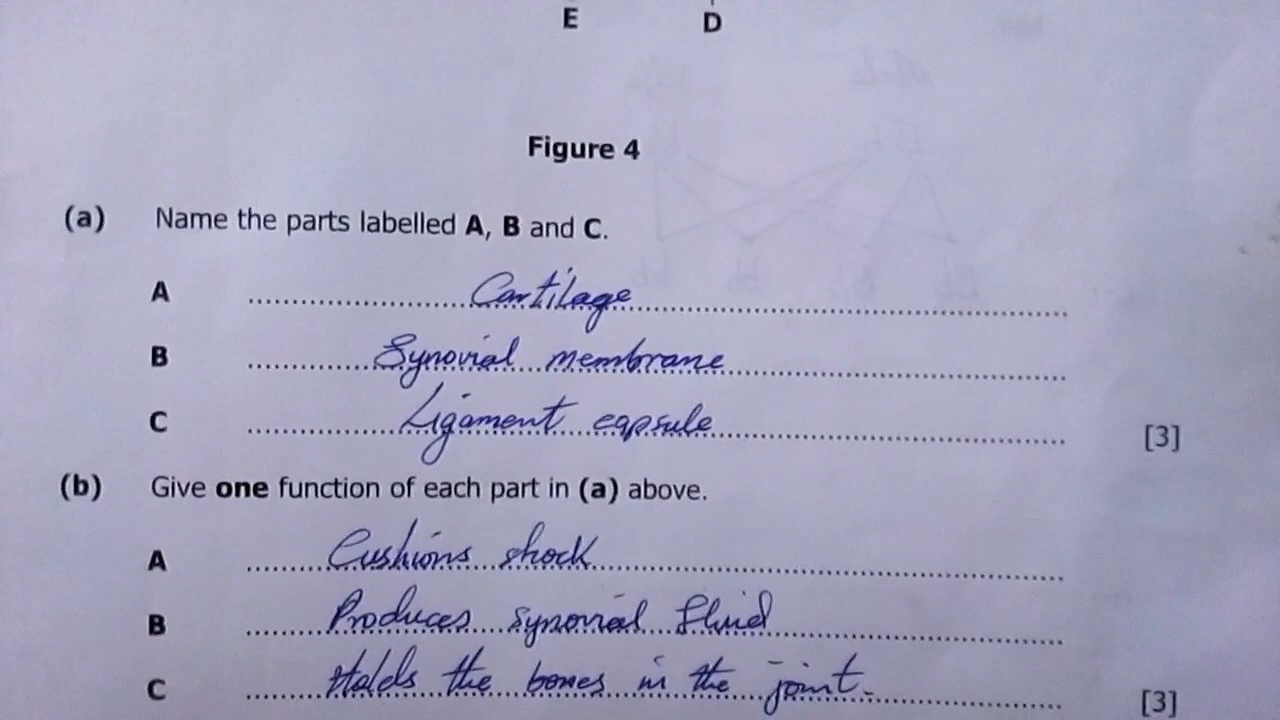 E D
Figure 4
(a) Name the parts labelled A, B and C.
A Cartilage
B Synovial membrane
C Ligament capsule [3]
(b) Give one function of each part in (a) above.
A Cushions shock
B Produces synovial fluid
C Holds the bones in the joint. [3]